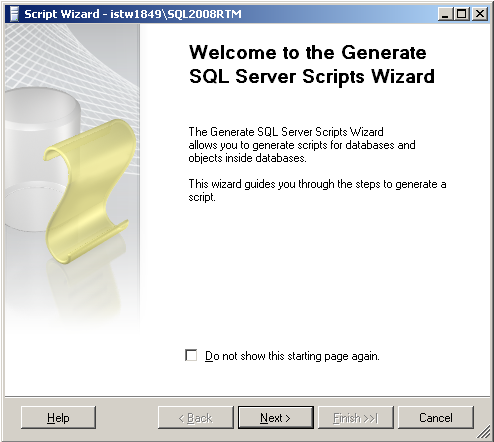 Script Wizard - istw1849\SQL2008RTM
Welcome to the Generate
SQL Server Scripts Wizard
The Generate SQL Server Scripts Wizard
allows you to generate scripts for databases and
objects inside databases.
This wizard guides you through the steps to generate a
script.
Do not show this starting page again.
Help
< Back
Next >
Finish >>|
Cancel